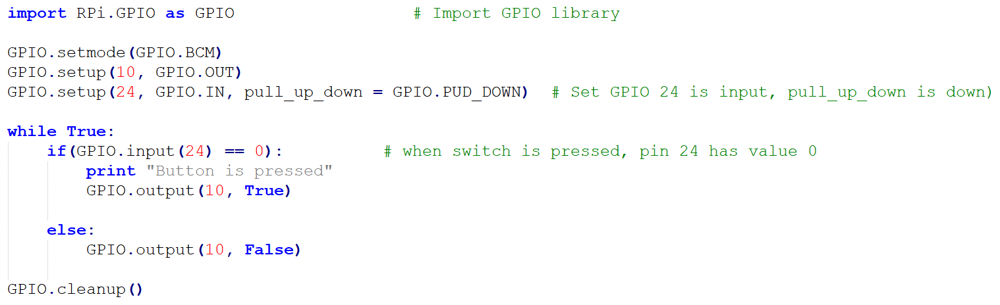 import RPi.GPIO as GPIO                  # Import GPIO library

GPIO.setmode(GPIO.BCM)
GPIO.setup(10, GPIO.OUT)
GPIO.setup(24, GPIO.IN, pull_up_down = GPIO.PUD_DOWN)  # Set GPIO 24 is input, pull_up_down is down)

while True:
    if(GPIO.input(24) == 0):          # when switch is pressed, pin 24 has value 0
        print "Button is pressed"
        GPIO.output(10, True)

    else:
        GPIO.output(10, False)

GPIO.cleanup()